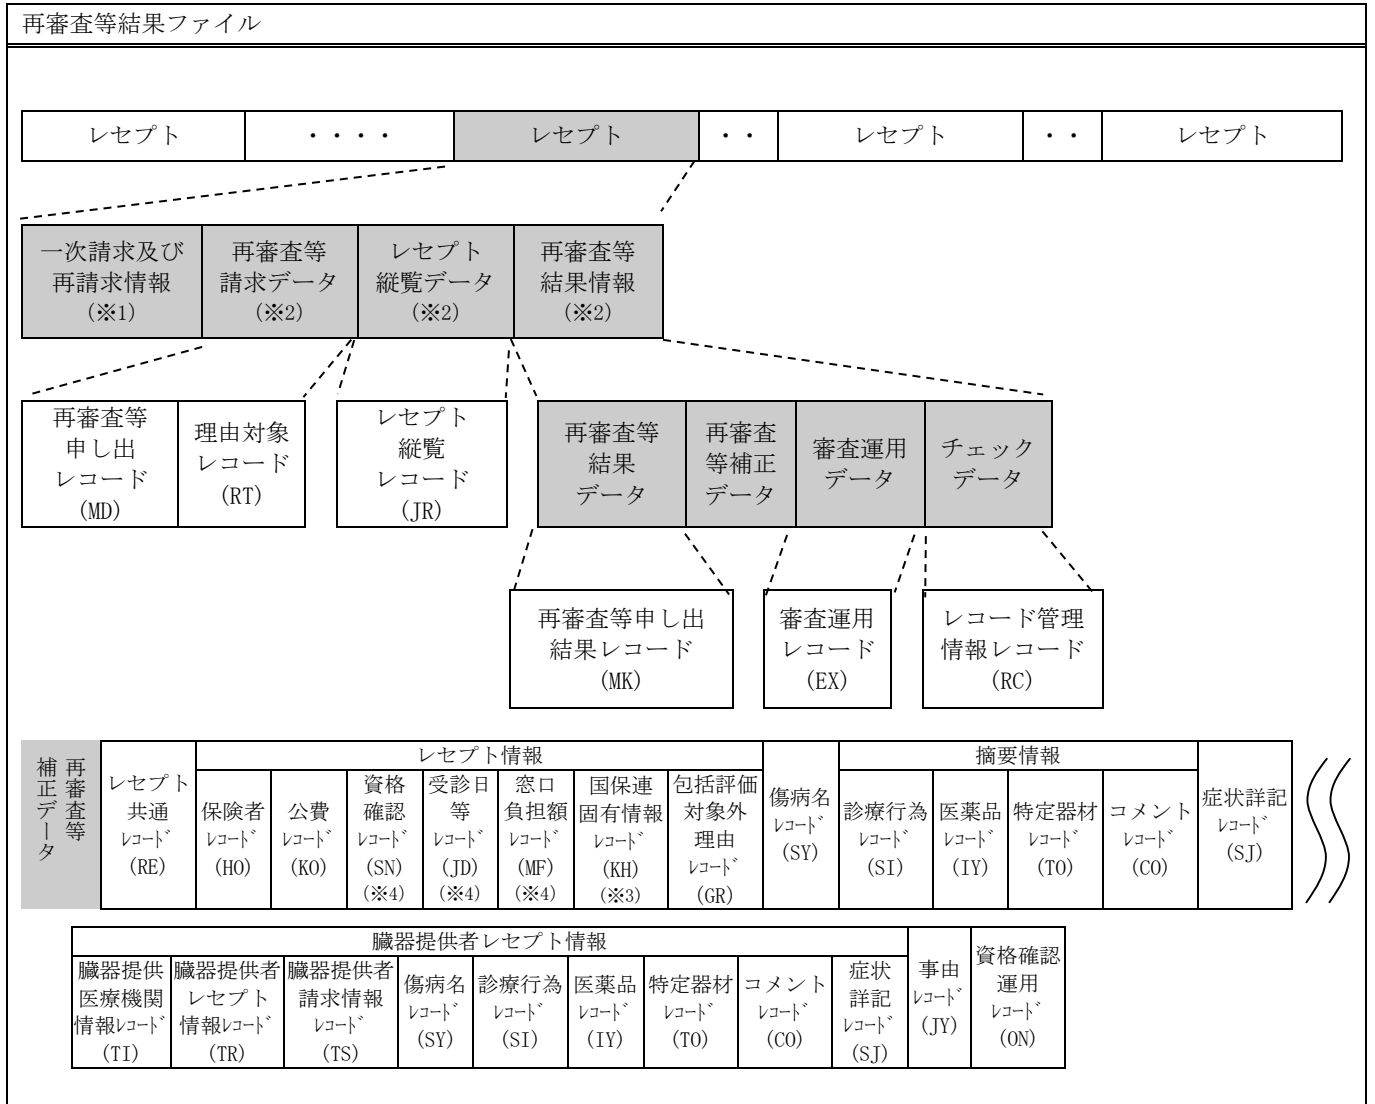 再審査等結果ファイル
レセプト
・・・・
レセプト
・・
レセプト
・・
レセプト
一次請求及び
再請求情報
(※1)
再審査等
請求データ
(※2)
レセプト
縦覧データ
(※2)
再審査等
結果情報
(※2)
再審査等
申し出
レコード
(MD)
理由対象
レコード
(RT)
レセプト
縦覧
レコード
(JR)
再審査等
結果
データ
再審査
等補正
データ
審査運用
データ
チェック
データ
再審査等申し出
結果レコード
(MK)
審査運用
レコード
(EX)
レコード管理
情報レコード
(RC)
再審査等
補正データ
レセプト
共通
レコード
(RE)
レセプト情報
保険者
レコード
(HO)
公費
レコード
(KO)
資格
確認
レコード
(SN)
(※4)
受診日
等
レコード
(JD)
(※4)
窓口
負担額
レコード
(MF)
(※4)
国保連
固有情報
レコード
(KH)
(※3)
包括評価
対象外
理由
レコード
(GR)
傷病名
レコード
(SY)
摘要情報
診療行為
レコード
(SI)
医薬品
レコード
(IY)
特定器材
レコード
(TO)
コメント
レコード
(CO)
症状詳記
レコード
(SJ)
臓器提供者レセプト情報
臓器提供
医療機関
情報レコード
(TI)
臓器提供者
レセプト
情報レコード
(TR)
臓器提供者
請求情報
レコード
(TS)
傷病名
レコード
(SY)
診療行為
レコード
(SI)
医薬品
レコード
(IY)
特定器材
レコード
(TO)
コメント
レコード
(CO)
症状
詳記
レコード
(SJ)
事由
レコード
(JY)
資格確認
運用
レコード
(ON)